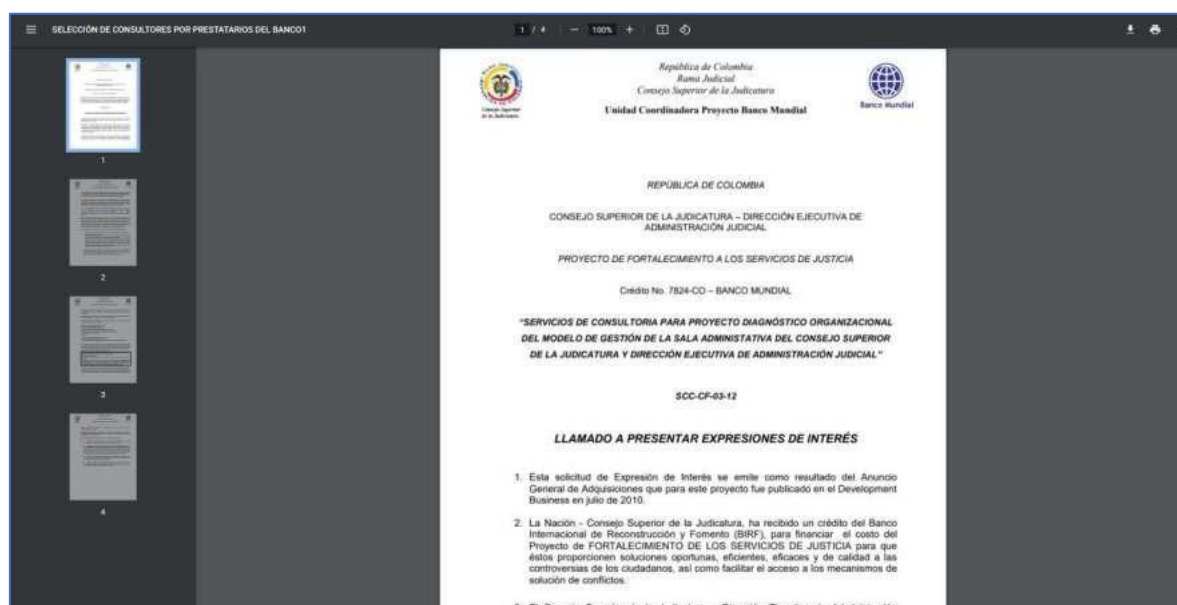 SELECCIÓN DE CONSULTORES POR PRESTATARIOS DEL BANCO1
1 / 4
100%
República de Colombia
Rama Judicial
Consejo Superior de la Judicatura
Unidad Coordinadora Proyecto Banco Mundial
Consejo Superior
de la Judicatura
Banco Mundial
REPÚBLICA DE COLOMBIA
CONSEJO SUPERIOR DE LA JUDICATURA – DIRECCIÓN EJECUTIVA DE
ADMINISTRACIÓN JUDICIAL
PROYECTO DE FORTALECIMIENTO A LOS SERVICIOS DE JUSTICIA
Crédito No. 7824-CO – BANCO MUNDIAL
"SERVICIOS DE CONSULTORIA PARA PROYECTO DIAGNÓSTICO ORGANIZACIONAL
DEL MODELO DE GESTIÓN DE LA SALA ADMINISTATIVA DEL CONSEJO SUPERIOR
DE LA JUDICATURA Y DIRECCIÓN EJECUTIVA DE ADMINISTRACIÓN JUDICIAL"
SCC-CF-03-12
LLAMADO A PRESENTAR EXPRESIONES DE INTERÉS
1. Esta solicitud de Expresión de Interés se emite como resultado del Anuncio
General de Adquisiciones que para este proyecto fue publicado en el Development
Business en julio de 2010.
2. La Nación - Consejo Superior de la Judicatura, ha recibido un crédito del Banco
Internacional de Reconstrucción y Fomento (BIRF), para financiar el costo del
Proyecto de FORTALECIMIENTO DE LOS SERVICIOS DE JUSTICIA para que
éstos proporcionen soluciones oportunas, eficientes, eficaces y de calidad a las
controversias de los ciudadanos, así como facilitar el acceso a los mecanismos de
solución de conflictos.
1
2
3
4